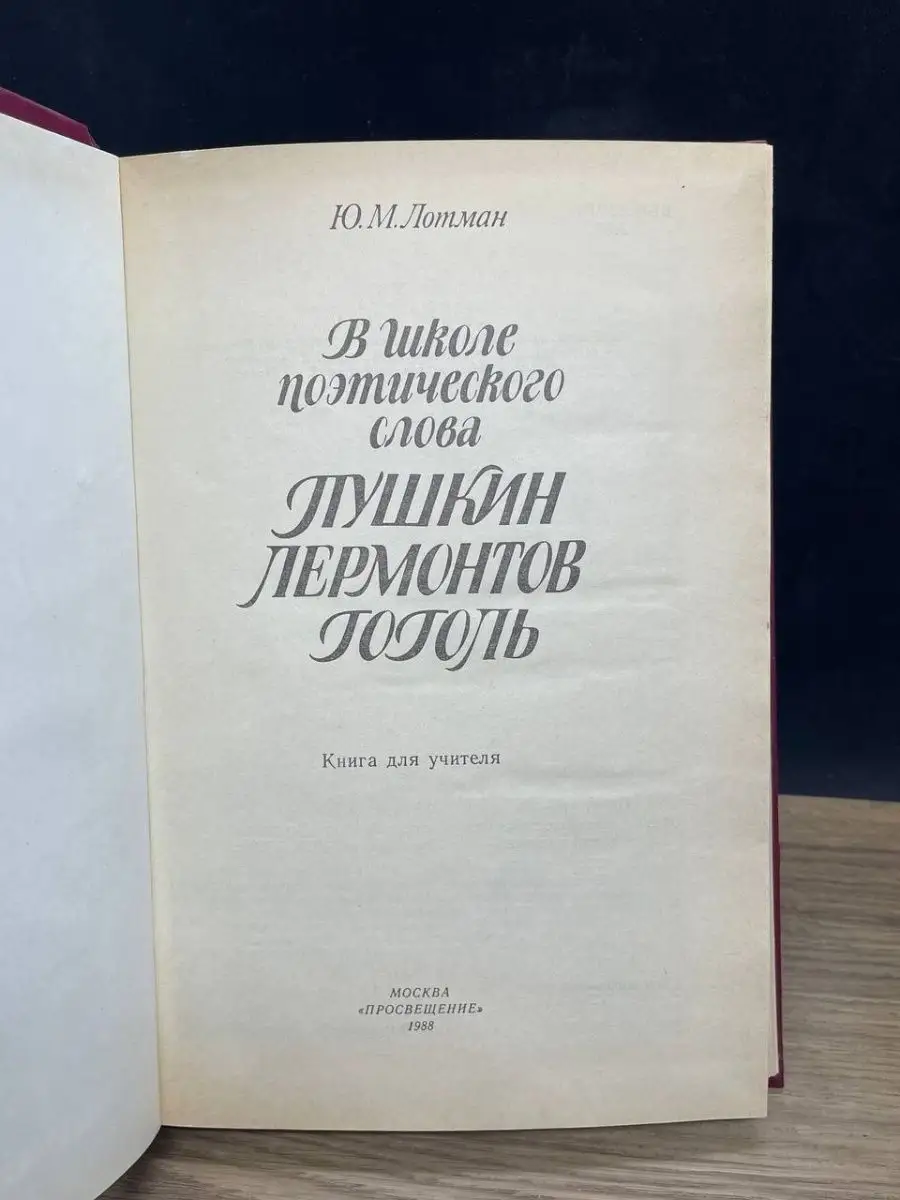 Ю.М.Лотман
В школе
поэтического
слова
ПУШКИН
ЛЕРМОНТОВ
ГОГОЛЬ
Книга для учителя
МОСКВА
«ПРОСВЕЩЕНИЕ»
1988